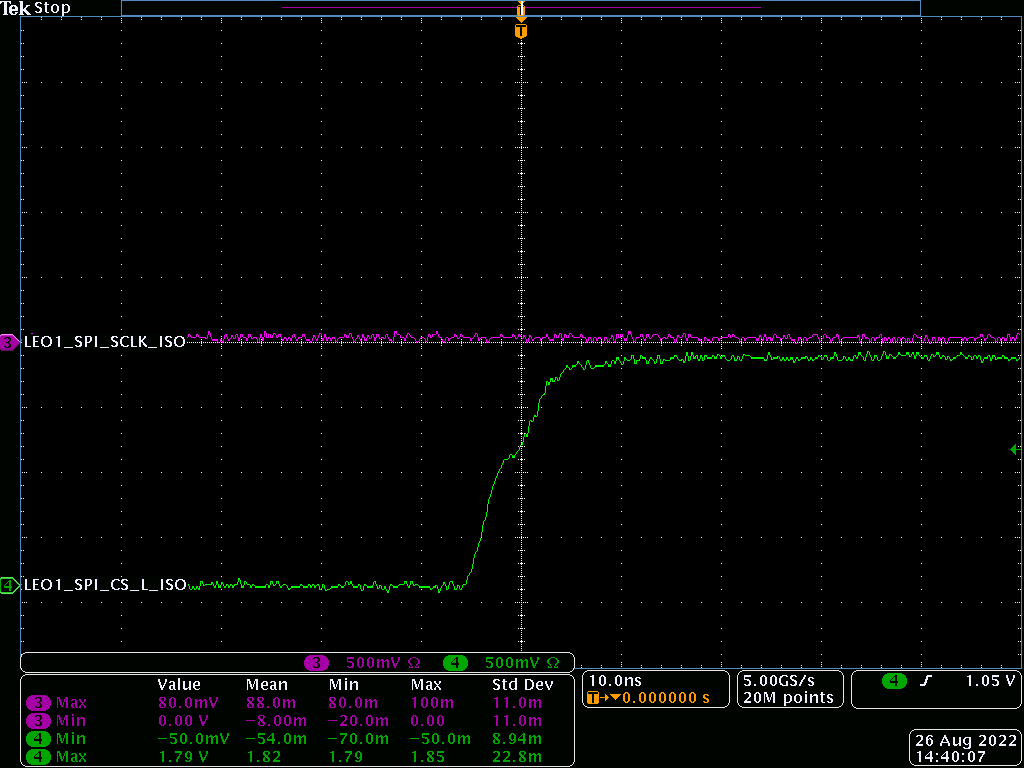 Tek Stop
T
T
3 LEO1_SPI_SCLK_ISO
4 LEO1_SPI_CS_L_ISO
3 500mV Ω 4 500mV Ω
Value Mean Min Max Std Dev
3 Max 80.0mV 88.0m 80.0m 100m 11.0m
3 Min 0.00 V −8.00m −20.0m 0.00 11.0m
4 Min −50.0mV −54.0m −70.0m −50.0m 8.94m
4 Max 1.79 V 1.82 1.79 1.85 22.8m
10.0ns
T→▼0.000000 s
5.00GS/s
20M points
4 1.05 V
26 Aug 2022
14:40:07